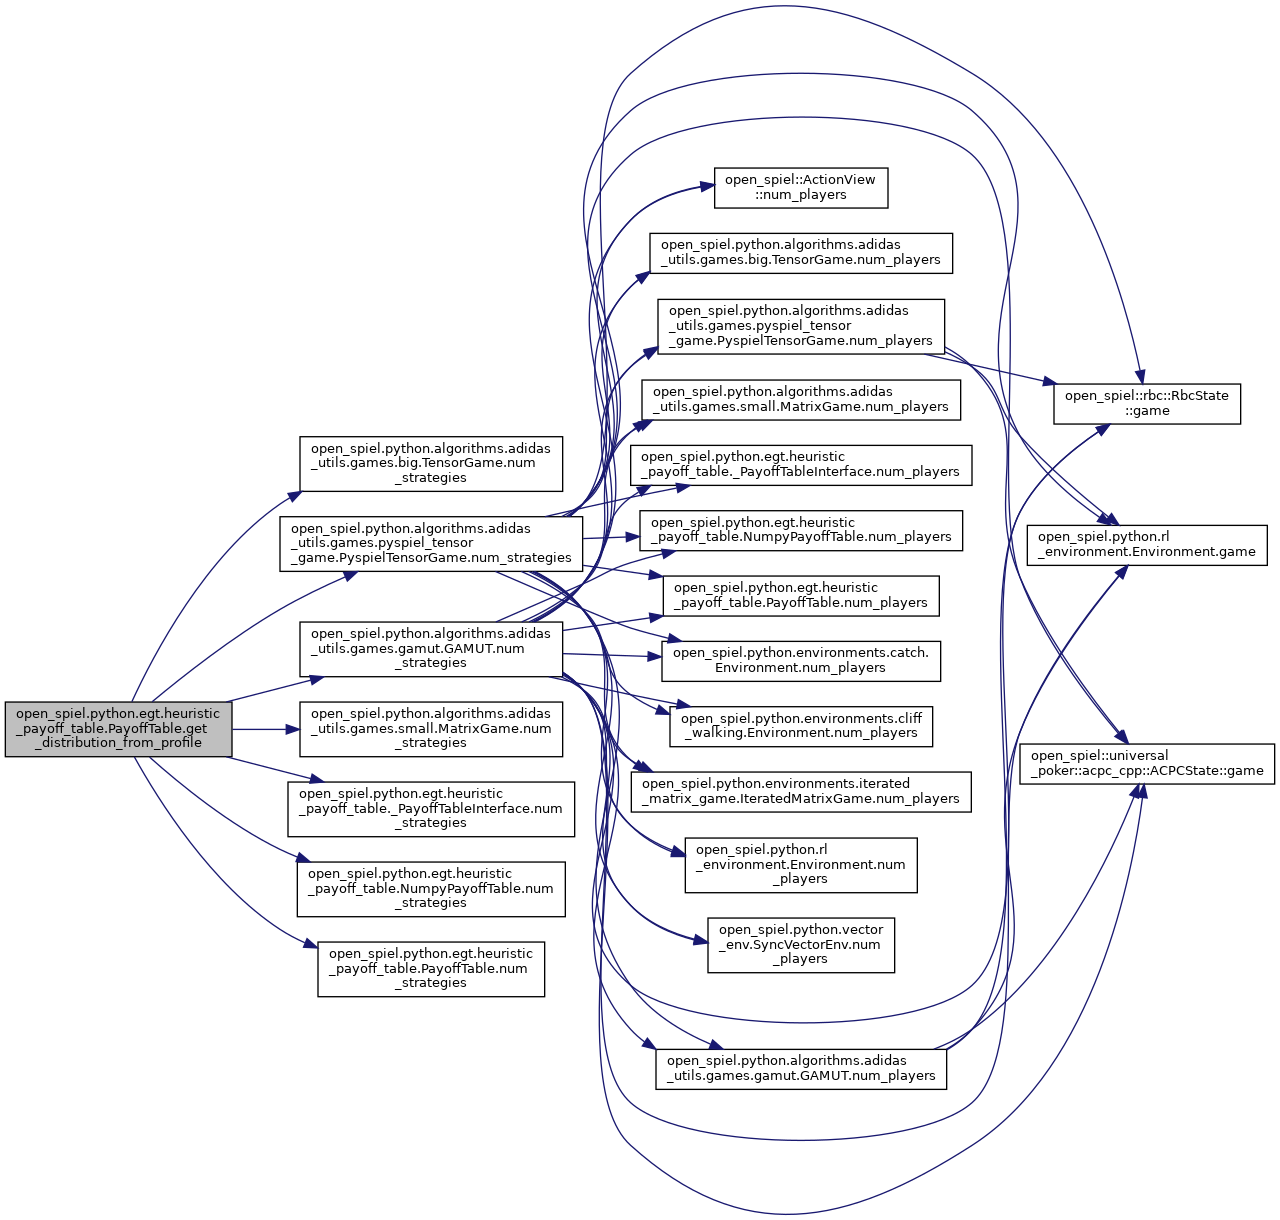 open_spiel.python.egt.heuristic
_payoff_table.PayoffTable.get
_distribution_from_profile
open_spiel.python.algorithms.adidas
_utils.games.big.TensorGame.num
_strategies
open_spiel.python.algorithms.adidas
_utils.games.pyspiel_tensor
_game.PyspielTensorGame.num_strategies
open_spiel.python.algorithms.adidas
_utils.games.gamut.GAMUT.num
_strategies
open_spiel.python.algorithms.adidas
_utils.games.small.MatrixGame.num
_strategies
open_spiel.python.egt.heuristic
_payoff_table._PayoffTableInterface.num
_strategies
open_spiel.python.egt.heuristic
_payoff_table.NumpyPayoffTable.num
_strategies
open_spiel.python.egt.heuristic
_payoff_table.PayoffTable.num
_strategies
open_spiel::ActionView
::num_players
open_spiel.python.algorithms.adidas
_utils.games.big.TensorGame.num_players
open_spiel.python.algorithms.adidas
_utils.games.pyspiel_tensor
_game.PyspielTensorGame.num_players
open_spiel.python.algorithms.adidas
_utils.games.small.MatrixGame.num_players
open_spiel.python.egt.heuristic
_payoff_table._PayoffTableInterface.num_players
open_spiel.python.egt.heuristic
_payoff_table.NumpyPayoffTable.num_players
open_spiel.python.egt.heuristic
_payoff_table.PayoffTable.num_players
open_spiel.python.environments.catch.
Environment.num_players
open_spiel.python.environments.cliff
_walking.Environment.num_players
open_spiel.python.environments.iterated
_matrix_game.IteratedMatrixGame.num_players
open_spiel.python.rl
_environment.Environment.num
_players
open_spiel.python.vector
_env.SyncVectorEnv.num
_players
open_spiel.python.algorithms.adidas
_utils.games.gamut.GAMUT.num_players
open_spiel::rbc::RbcState
::game
open_spiel.python.rl
_environment.Environment.game
open_spiel::universal
_poker::acpc_cpp::ACPCState::game